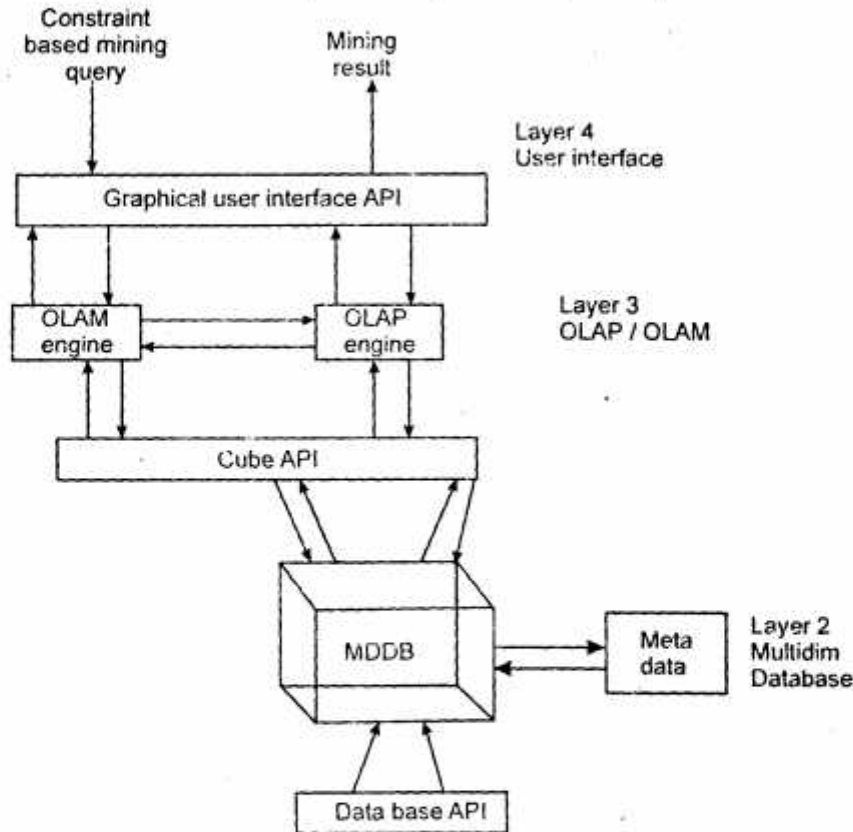 Constraint
based mining
query
Mining
result
Layer 4
User interface
Graphical user interface API
OLAM
engine
OLAP
engine
Layer 3
OLAP / OLAM
Cube API
MDDB
Meta
data
Layer 2
Multidim
Database
Data base API